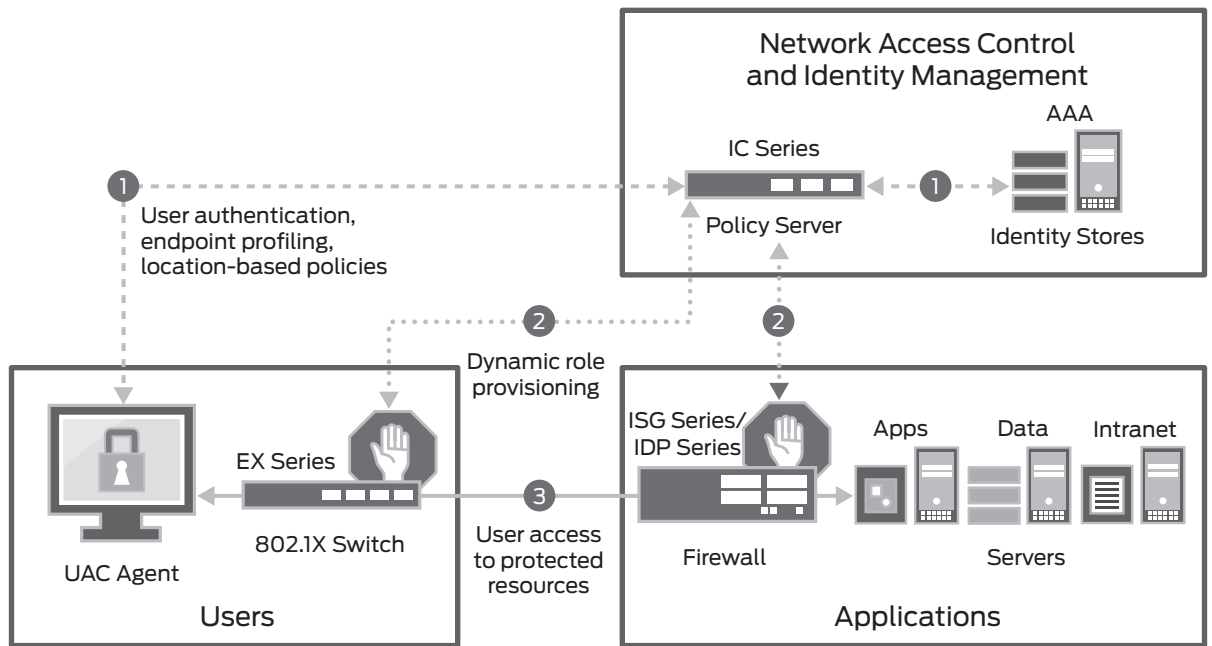 Network Access Control
and Identity Management
AAA
IC Series
1
1
User authentication,
endpoint profiling,
location-based policies
Policy Server
Identity Stores
2
2
Dynamic role
provisioning
ISG Series/
IDP Series
Apps
Data
Intranet
EX Series
3
802.1X Switch
User access
to protected
resources
Firewall
Servers
UAC Agent
Users
Applications